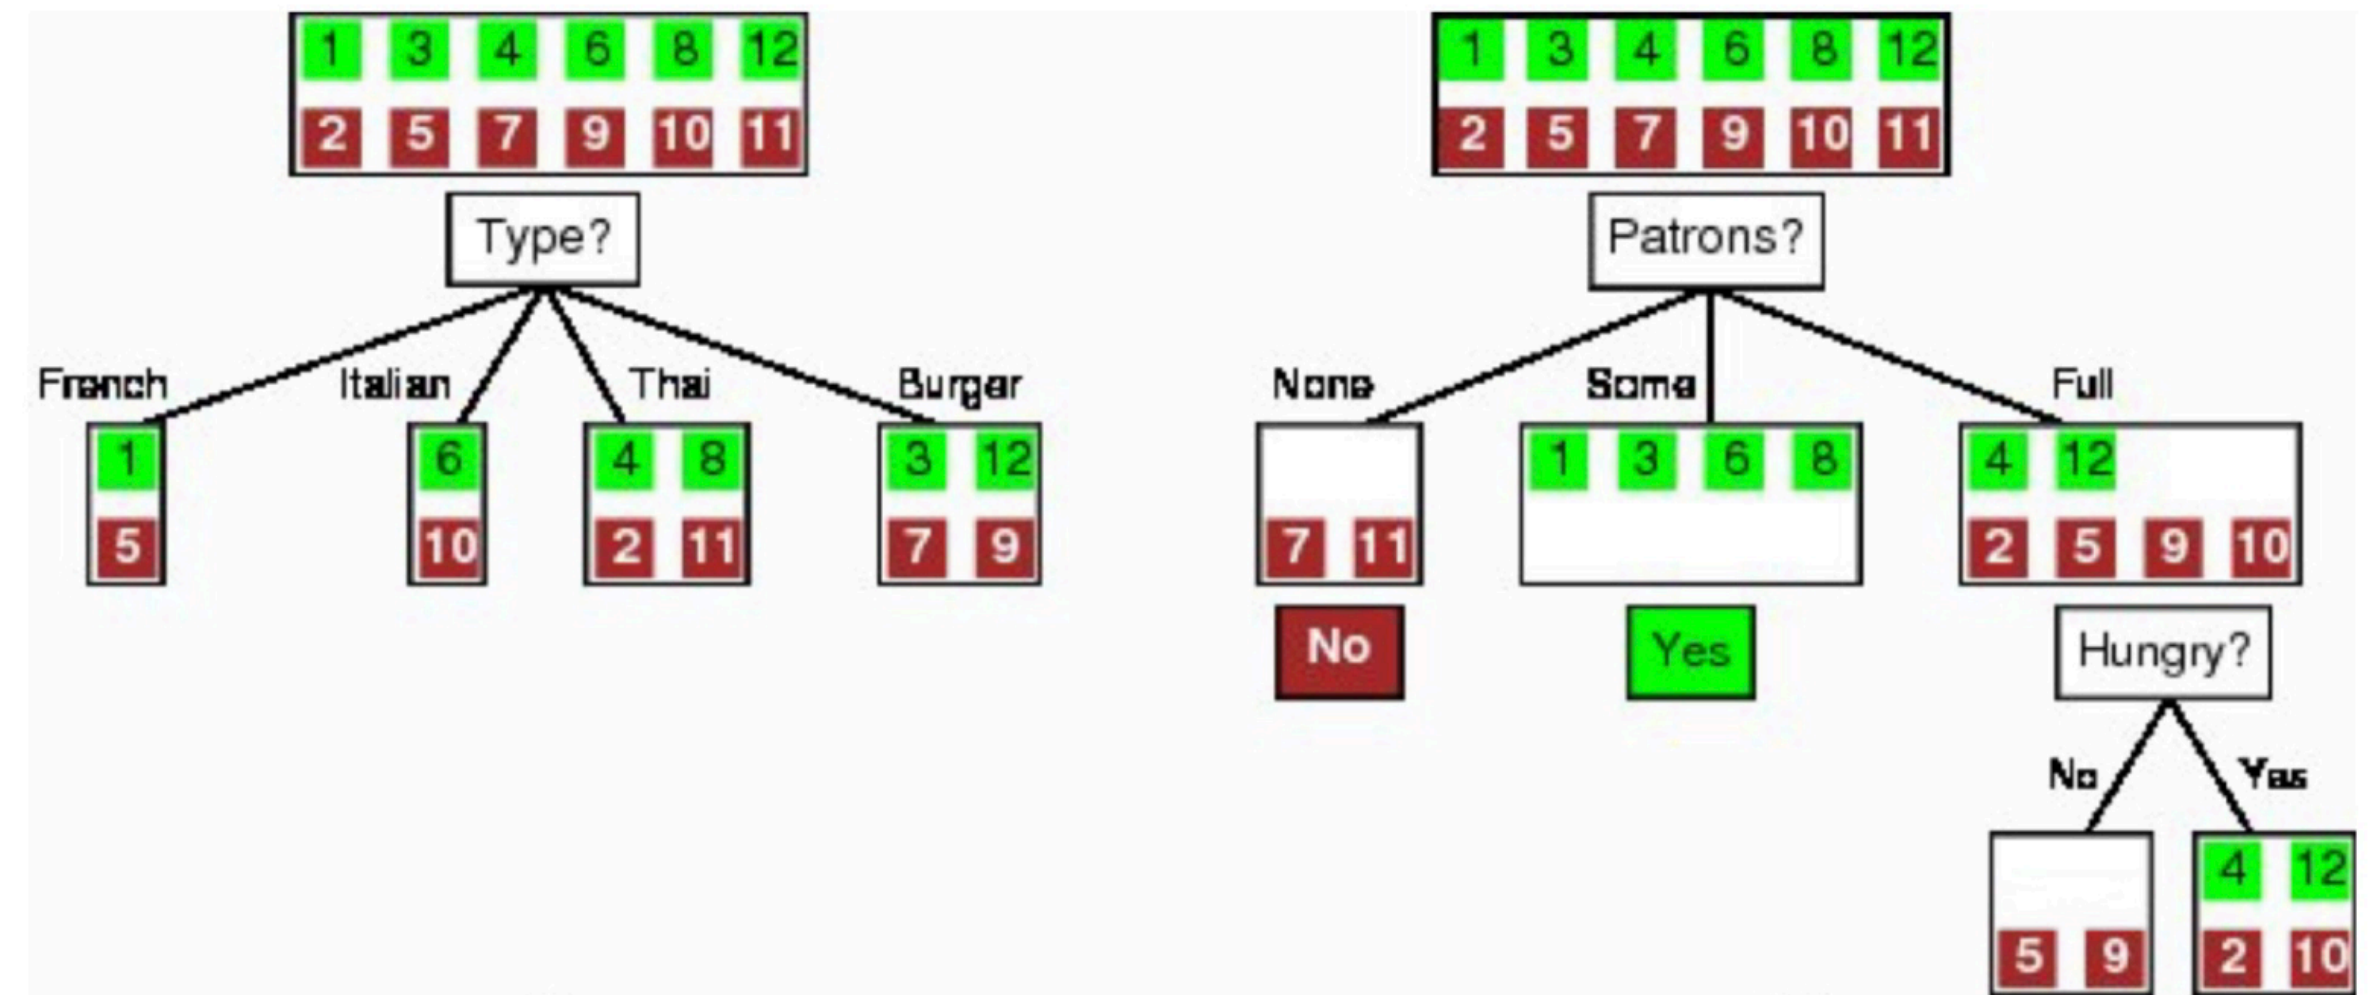 1 3 4 6 8 12
2 5 7 9 10 11
Type?
French Italian Thai Burger
1 6 4 8 3 12
5 10 2 11 7 9
1 3 4 6 8 12
2 5 7 9 10 11
Patrons?
None Some Full
1 3 6 8 4 12
7 11 2 5 9 10
No Yes Hungry?
No Yes
4 12
5 9 2 10